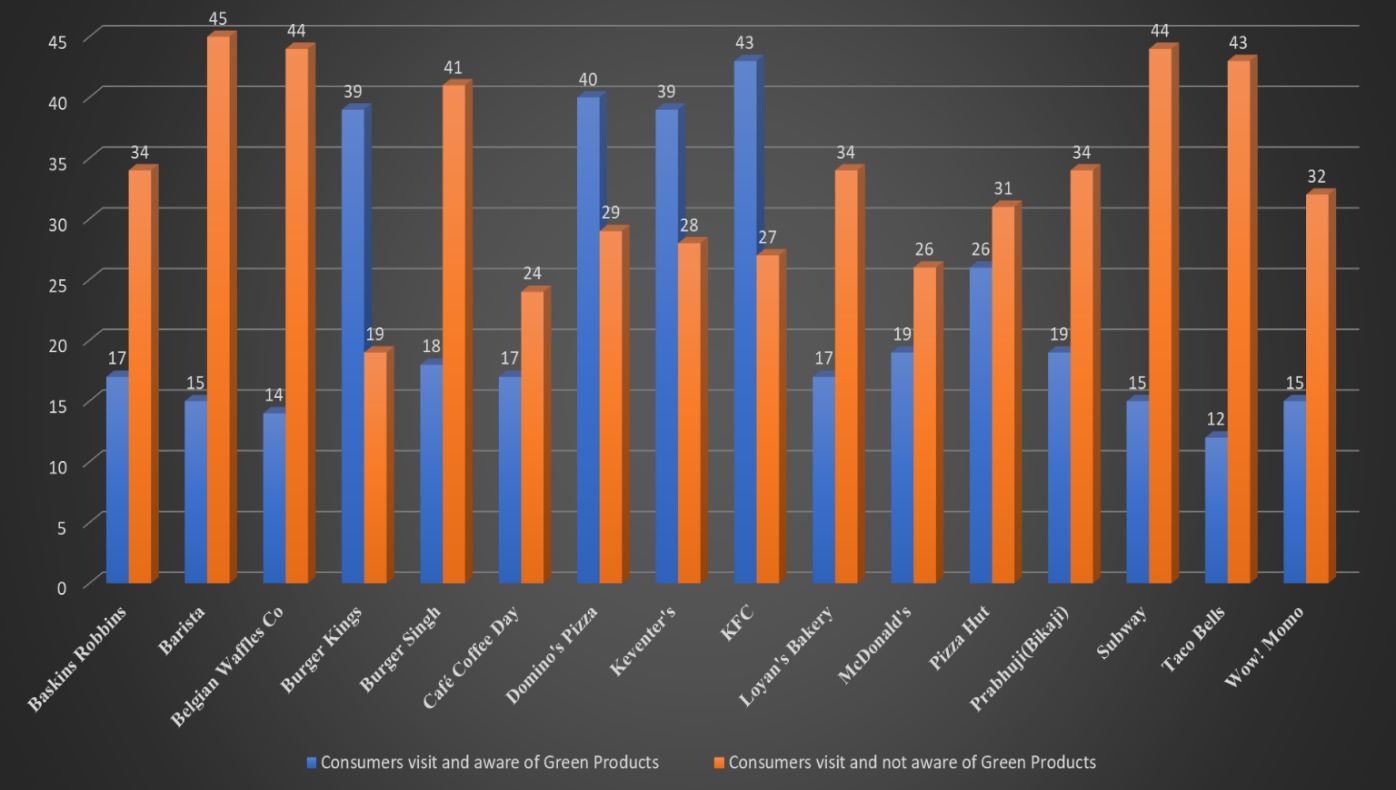 45
40
35
30
25
20
15
10
5
0
17 34
15 45
14 44
39 19
18 41
17 24
40 29
39 28
43 27
17 34
19 26
26 31
19 34
15 44
12 43
15 32
Baskins Robbins
Barista
Belgian Waffles Co
Burger Kings
Burger Singh
Café Coffee Day
Domino's Pizza
Keventer's
KFC
Loyan's Bakery
McDonald's
Pizza Hut
Prabhuji(Bikaji)
Subway
Taco Bells
Wow! Momo
Consumers visit and aware of Green Products
Consumers visit and not aware of Green Products